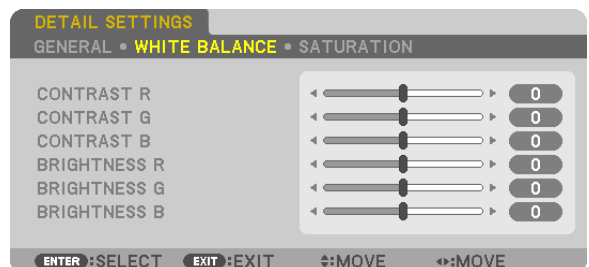 DETAIL SETTINGS
GENERAL • WHITE BALANCE • SATURATION
CONTRAST R 0
CONTRAST G 0
CONTRAST B 0
BRIGHTNESS R 0
BRIGHTNESS G 0
BRIGHTNESS B 0
ENTER :SELECT EXIT :EXIT :MOVE :MOVE